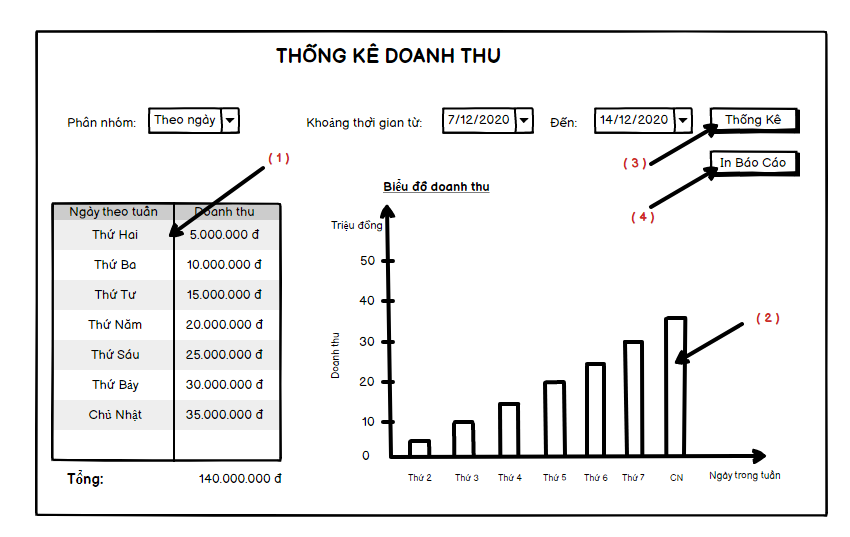 THỐNG KÊ DOANH THU
Phân nhóm: Theo ngày Khoảng thời gian từ: 7/12/2020 Đến: 14/12/2020 Thống Kê
( 1 )
( 3 )
In Báo Cáo
Biểu đồ doanh thu
( 4 )
Ngày theo tuần Doanh thu
Thứ Hai 5.000.000 đ
Thứ Ba 10.000.000 đ
Thứ Tư 15.000.000 đ
Thứ Năm 20.000.000 đ
Thứ Sáu 25.000.000 đ
Thứ Bảy 30.000.000 đ
Chủ Nhật 35.000.000 đ
Tổng: 140.000.000 đ
Triệu đồng
50
40
30
20
10
0
Doanh thu
( 2 )
Thứ 2 Thứ 3 Thứ 4 Thứ 5 Thứ 6 Thứ 7 CN Ngày trong tuần